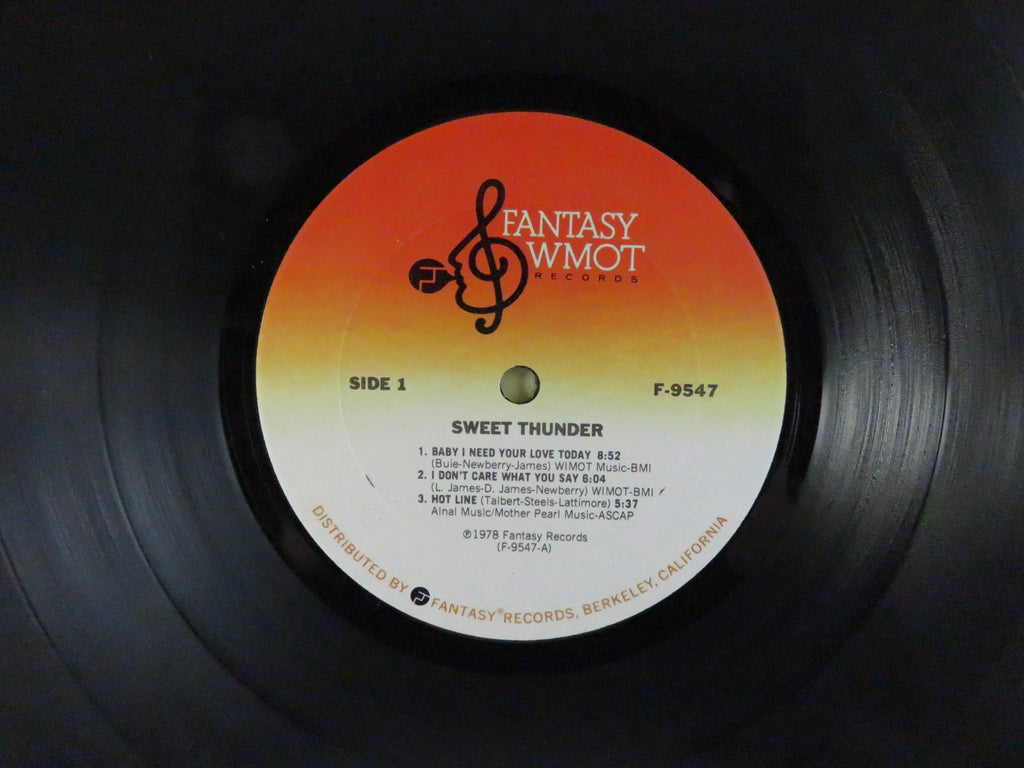 FANTASY
WMOT
RECORDS
SIDE 1
F-9547
SWEET THUNDER
1. BABY I NEED YOUR LOVE TODAY 8:52
(Buie-Newberry-James) WIMOT Music-BMI
2. I DON'T CARE WHAT YOU SAY 6:04
(L. James-D. James-Newberry) WIMOT-BMI
3. HOT LINE (Talbert-Steels-Lattimore) 5:37
Alnal Music/Mother Pearl Music-ASCAP
℗1978 Fantasy Records
(F-9547-A)
DISTRIBUTED BY FANTASY® RECORDS, BERKELEY, CALIFORNIA